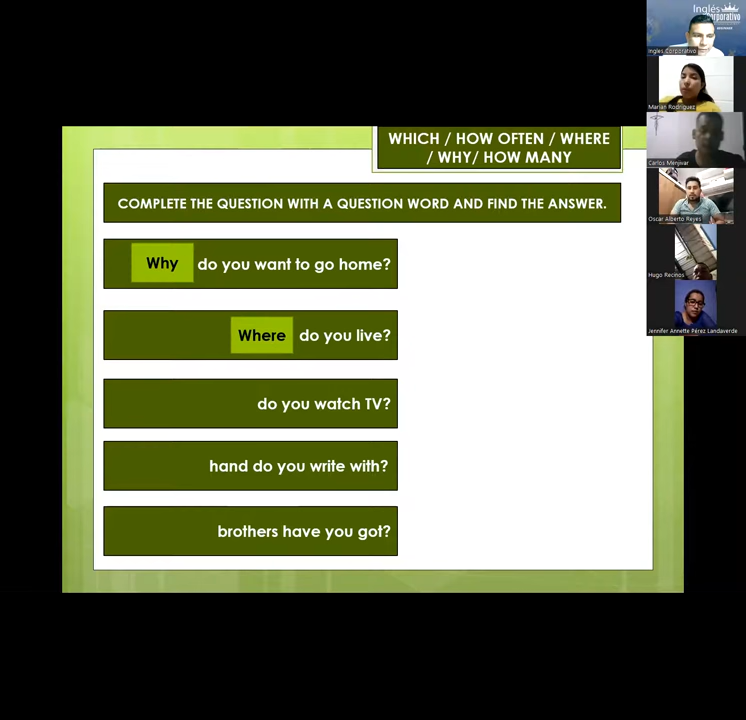 WHICH / HOW OFTEN / WHERE
/ WHY/ HOW MANY
COMPLETE THE QUESTION WITH A QUESTION WORD AND FIND THE ANSWER.
Why do you want to go home?
Where do you live?
do you watch TV?
hand do you write with?
brothers have you got?
Inglés
Corporativo
Ingles Corporativo
Marian Rodriguez
Carlos Menjivar
Oscar Alberto Reyes
Hugo Recinos
Jennifer Annette Pérez Landaverde